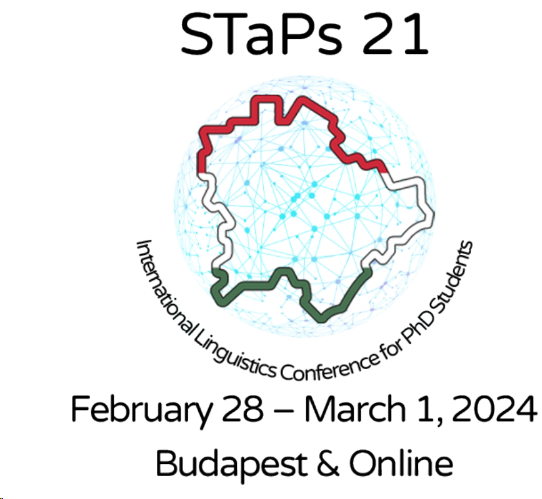 STaPs 21
International Linguistics Conference for PhD Students
February 28 – March 1, 2024
Budapest & Online